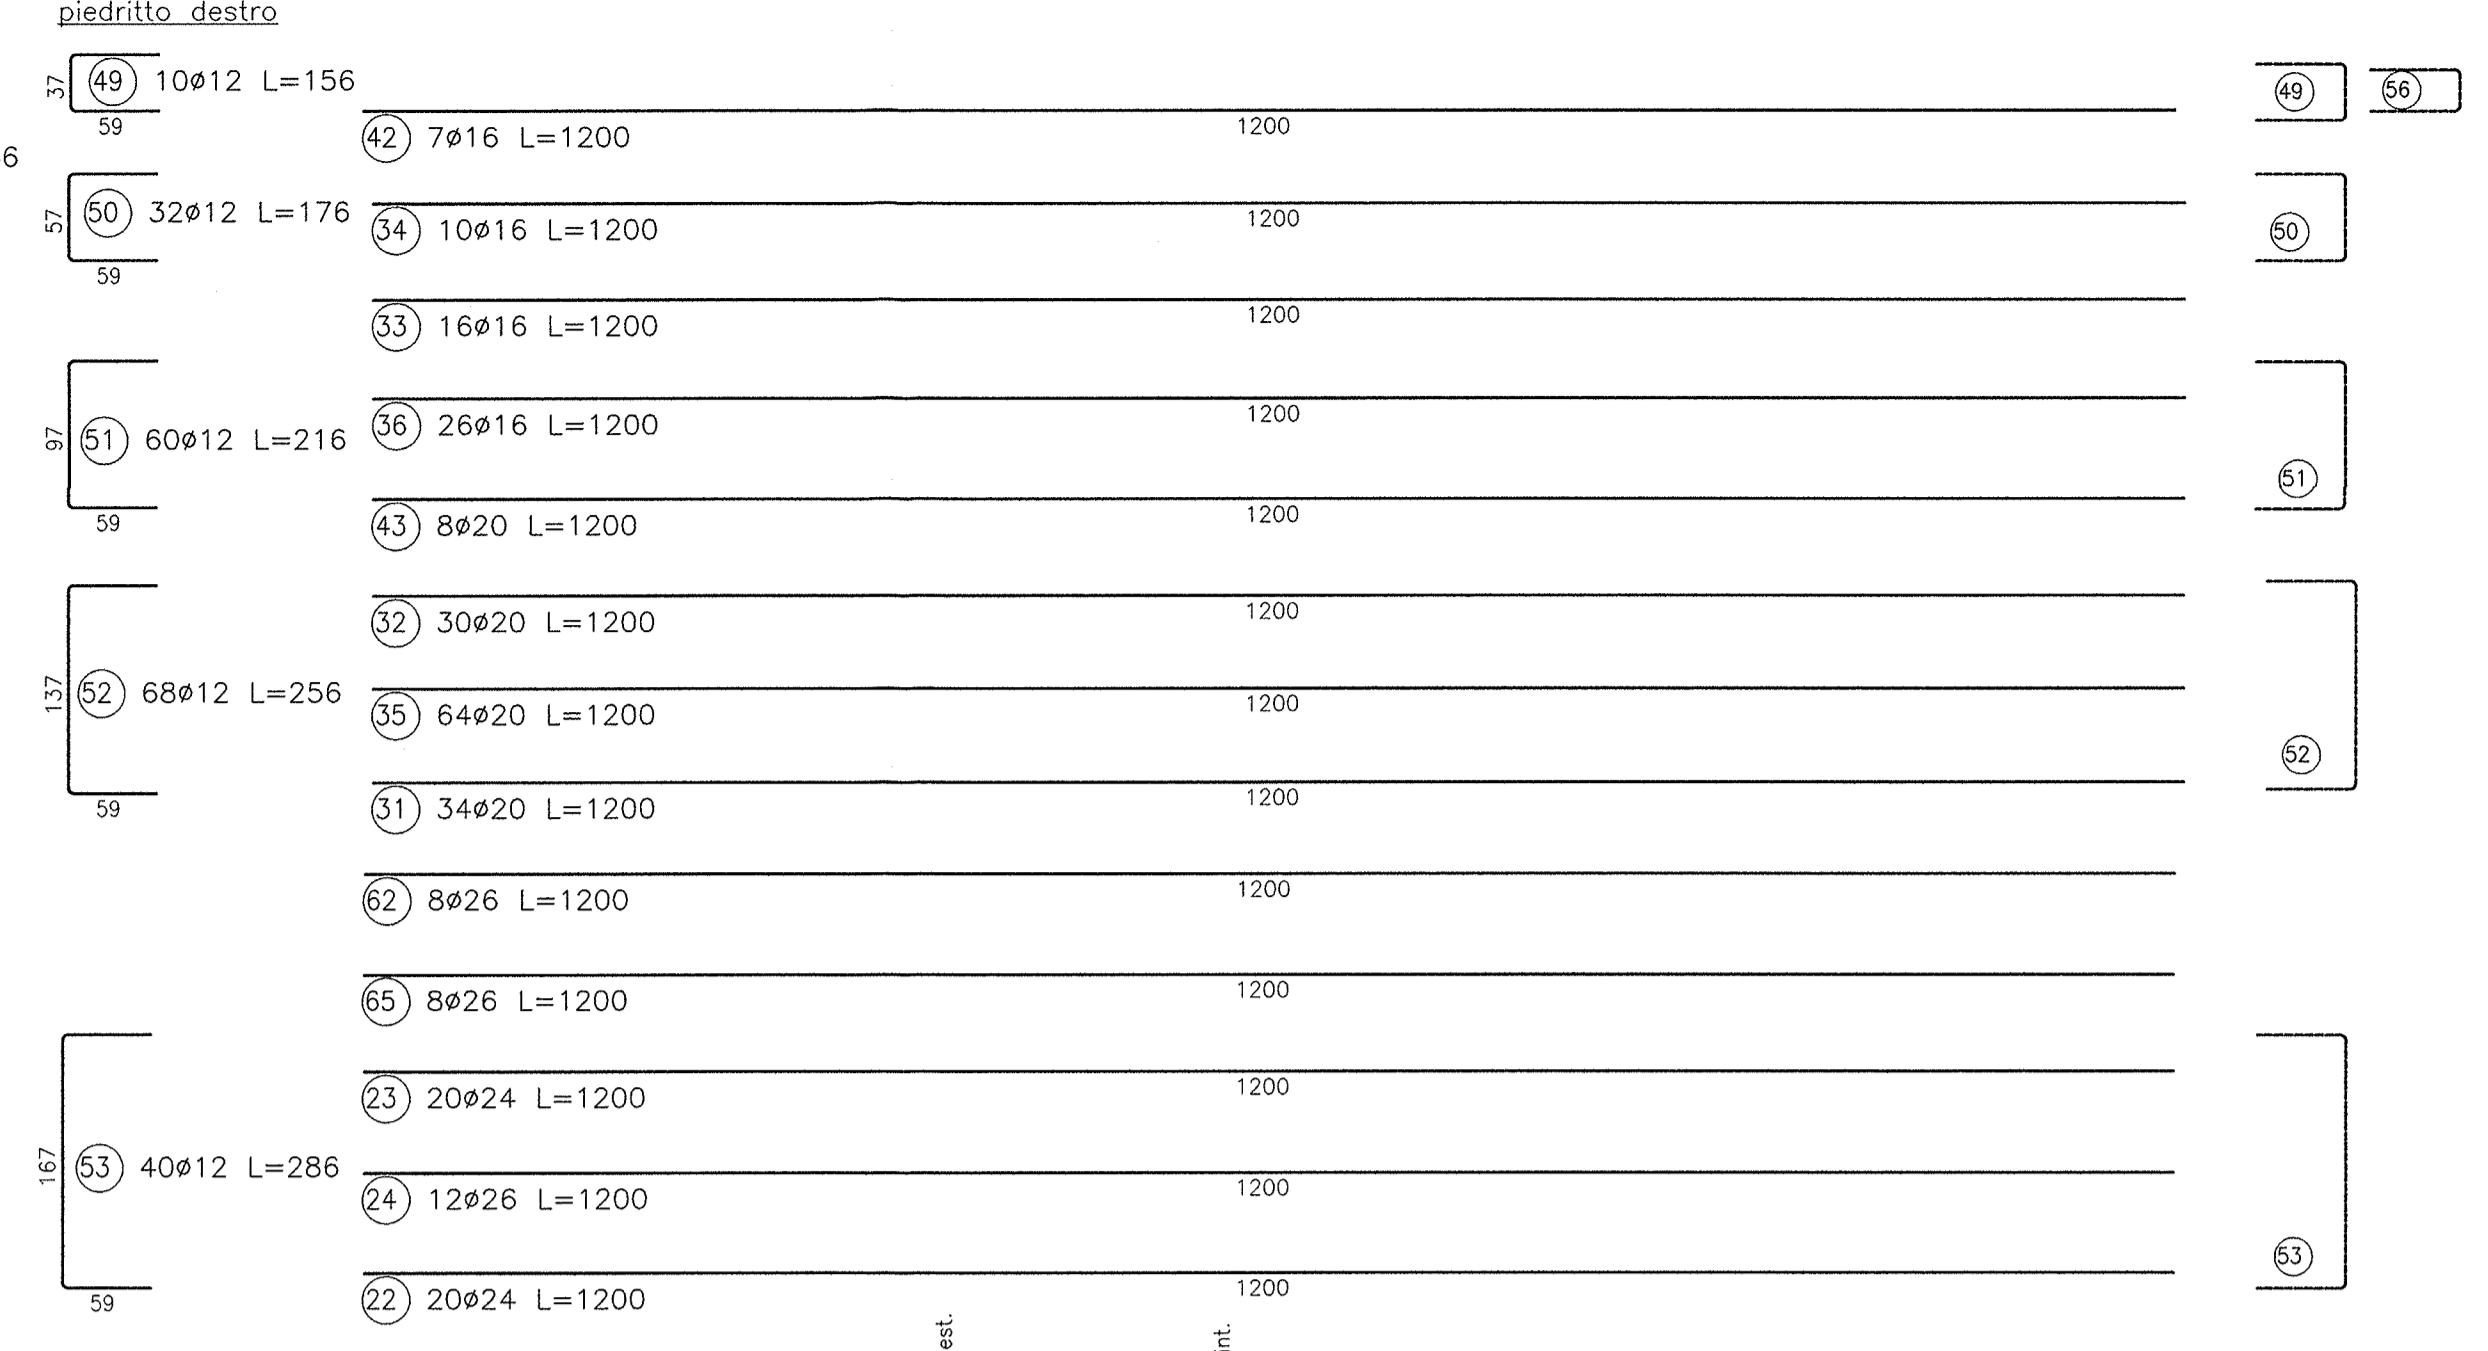 piedritto destro
37
49 10ø12 L=156
59
49
56
42 7ø16 L=1200
1200
6
57
50 32ø12 L=176
59
34 10ø16 L=1200
1200
50
33 16ø16 L=1200
1200
97
51 60ø12 L=216
59
36 26ø16 L=1200
1200
51
43 8ø20 L=1200
1200
32 30ø20 L=1200
1200
137
52 68ø12 L=256
59
35 64ø20 L=1200
1200
52
31 34ø20 L=1200
1200
62 8ø26 L=1200
1200
65 8ø26 L=1200
1200
23 20ø24 L=1200
1200
167
53 40ø12 L=286
59
24 12ø26 L=1200
1200
53
22 20ø24 L=1200
1200
est.
int.